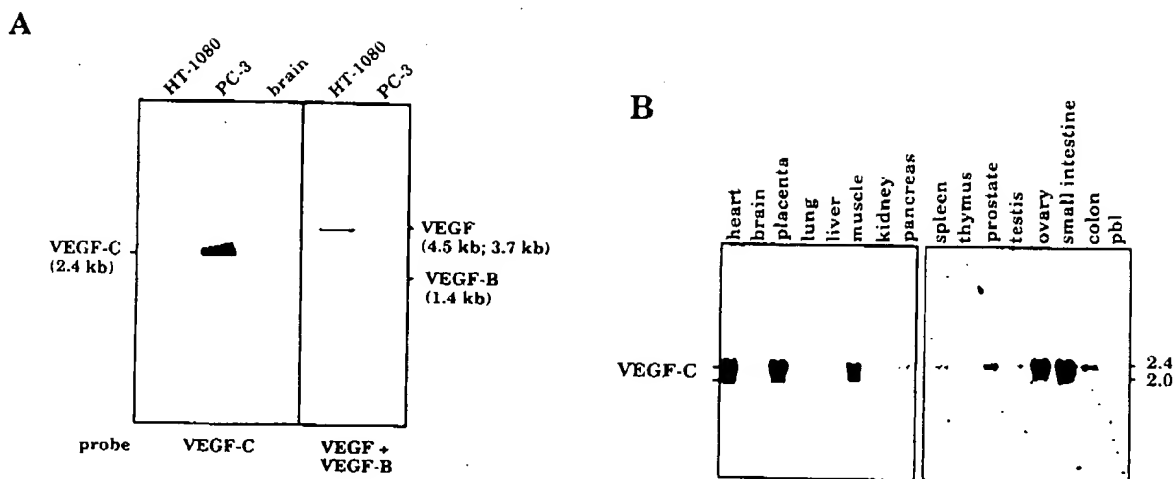 A
HT-1080
PC-3
brain
HT-1080
PC-3
VEGF-C
(2.4 kb)
VEGF
(4.5 kb; 3.7 kb)
VEGF-B
(1.4 kb)
probe
VEGF-C
VEGF +
VEGF-B
B
heart
brain
placenta
lung
liver
muscle
kidney
pancreas
spleen
thymus
prostate
testis
ovary
small intestine
colon
pbl
VEGF-C
2.4
2.0